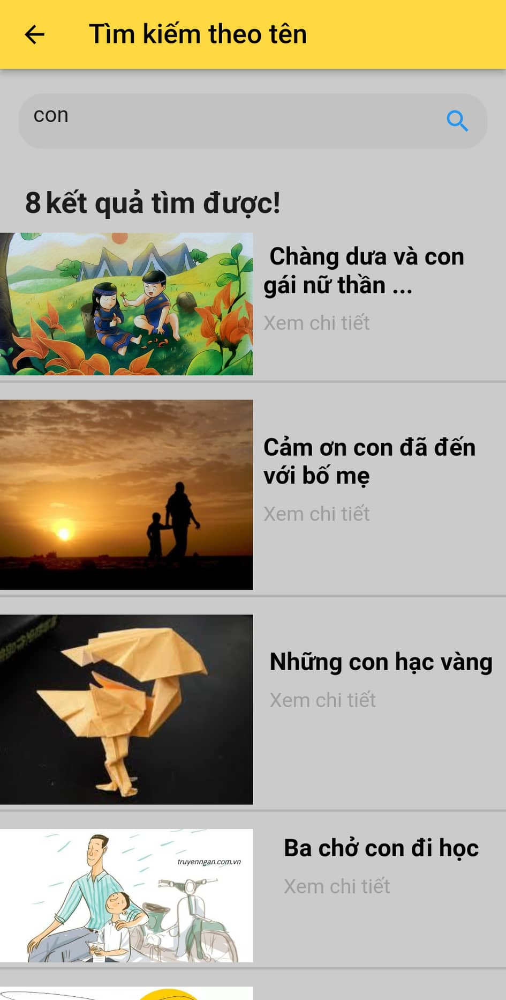 Tìm kiếm theo tên
con
8 kết quả tìm được!
Chàng dưa và con
gái nữ thần ...
Xem chi tiết
Cảm ơn con đã đến
với bố mẹ
Xem chi tiết
Những con hạc vàng
Xem chi tiết
Ba chở con đi học
Xem chi tiết
truyenngan.com.vn